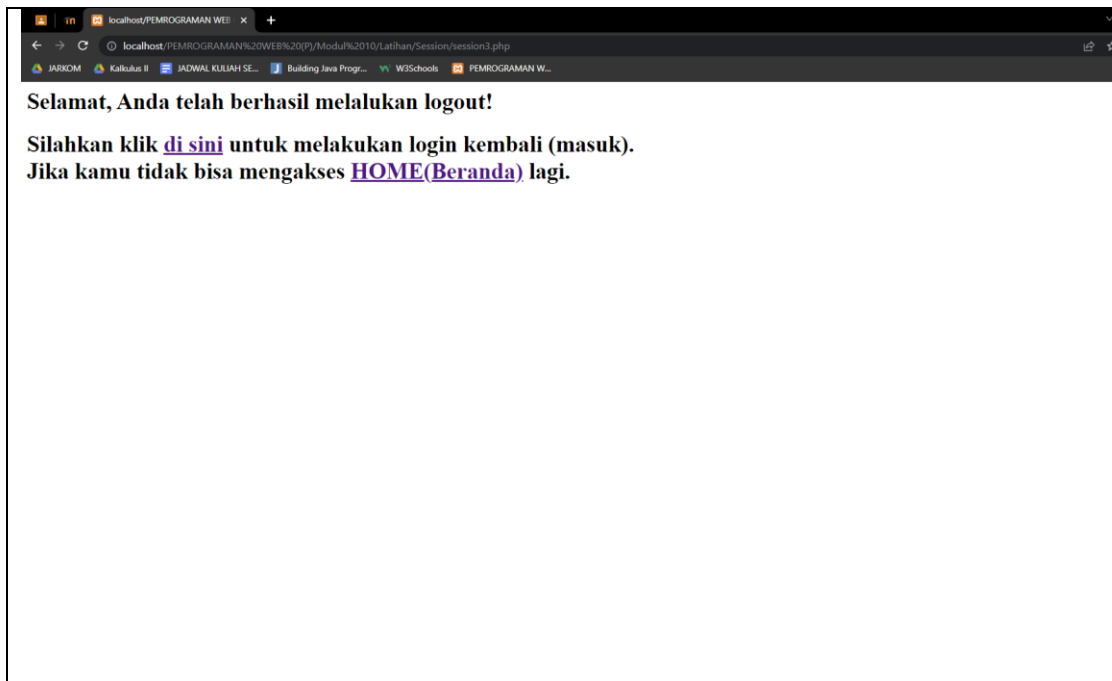 localhost/PEMROGRAMAN WEB
localhost/PEMROGRAMAN%20WEB%20(P)/Modul%2010/Latihan/Session/session3.php
JARKOM Kalkulus II JADWAL KULIAH SE... Building Java Progr... W3Schools PEMROGRAMAN W...
Selamat, Anda telah berhasil melalukan logout!
Silahkan klik di sini untuk melakukan login kembali (masuk).
Jika kamu tidak bisa mengakses HOME(Beranda) lagi.